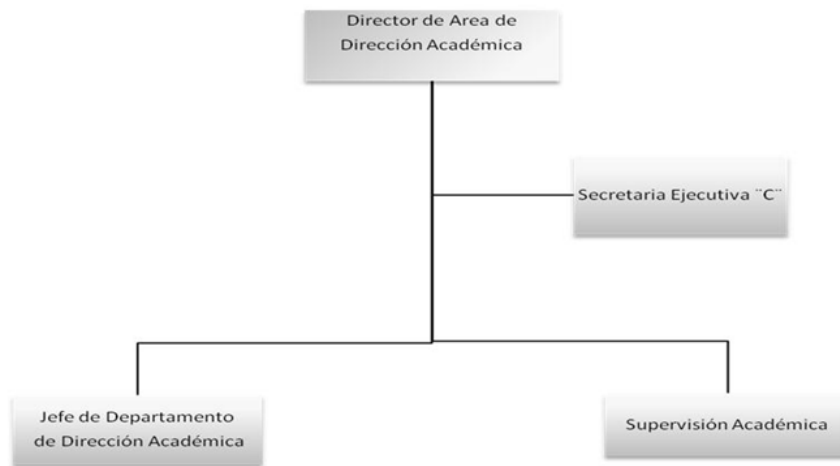 Director de Area de
Dirección Académica
Secretaria Ejecutiva ¨C¨
Jefe de Departamento
de Dirección Académica
Supervisión Académica